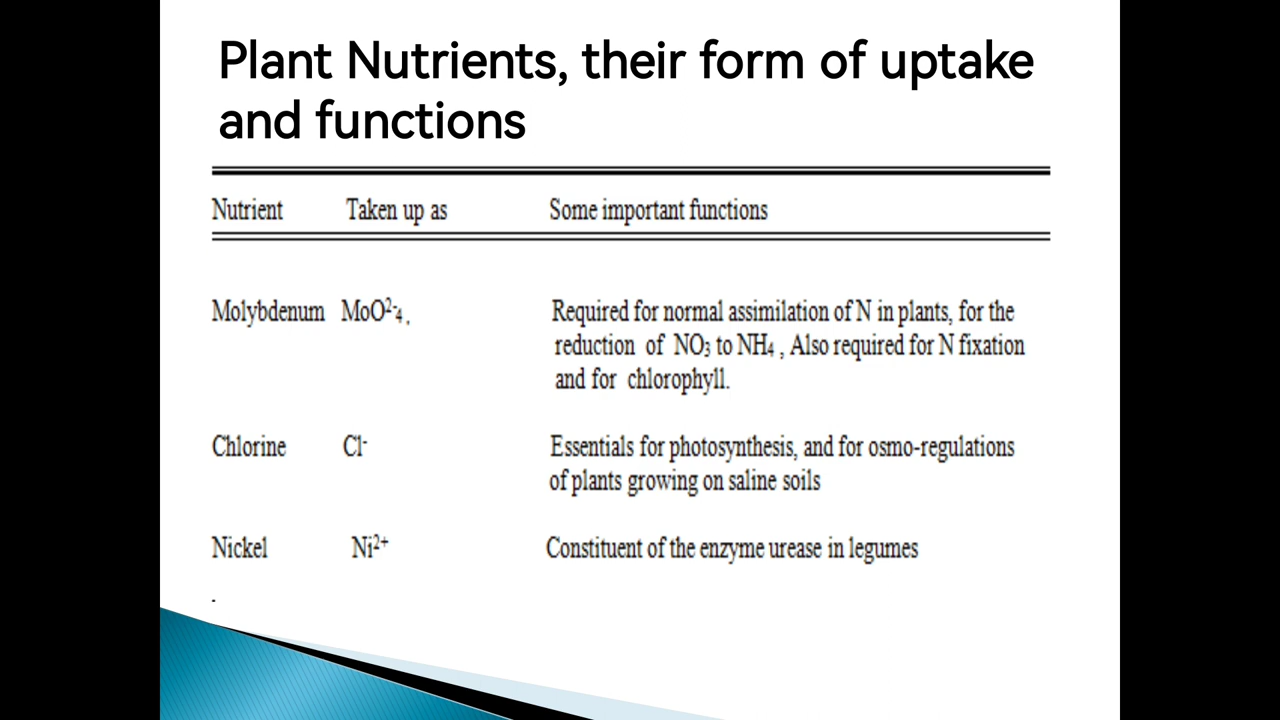 Plant Nutrients, their form of uptake
and functions
Nutrient Taken up as Some important functions
Molybdenum MoO²⁻₄ . Required for normal assimilation of N in plants, for the
reduction of NO₃ to NH₄ , Also required for N fixation
and for chlorophyll.
Chlorine Cl⁻ Essentials for photosynthesis, and for osmo-regulations
of plants growing on saline soils
Nickel Ni²⁺ Constituent of the enzyme urease in legumes
.